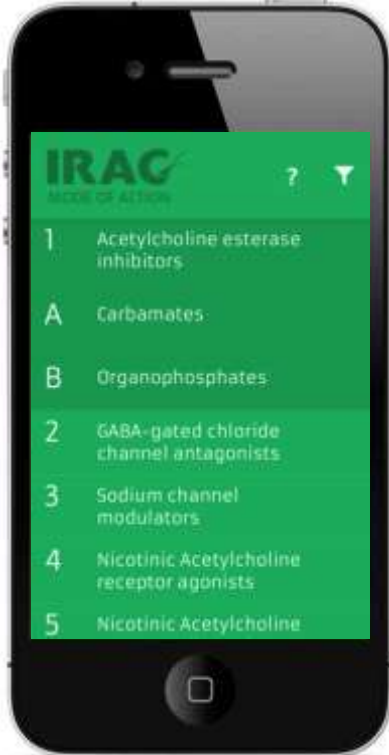 IRAC
MODE OF ACTION
?
1 Acetylcholine esterase
inhibitors
A Carbamates
B Organophosphates
2 GABA-gated chloride
channel antagonists
3 Sodium channel
modulators
4 Nicotinic Acetylcholine
receptor agonists
5 Nicotinic Acetylcholine